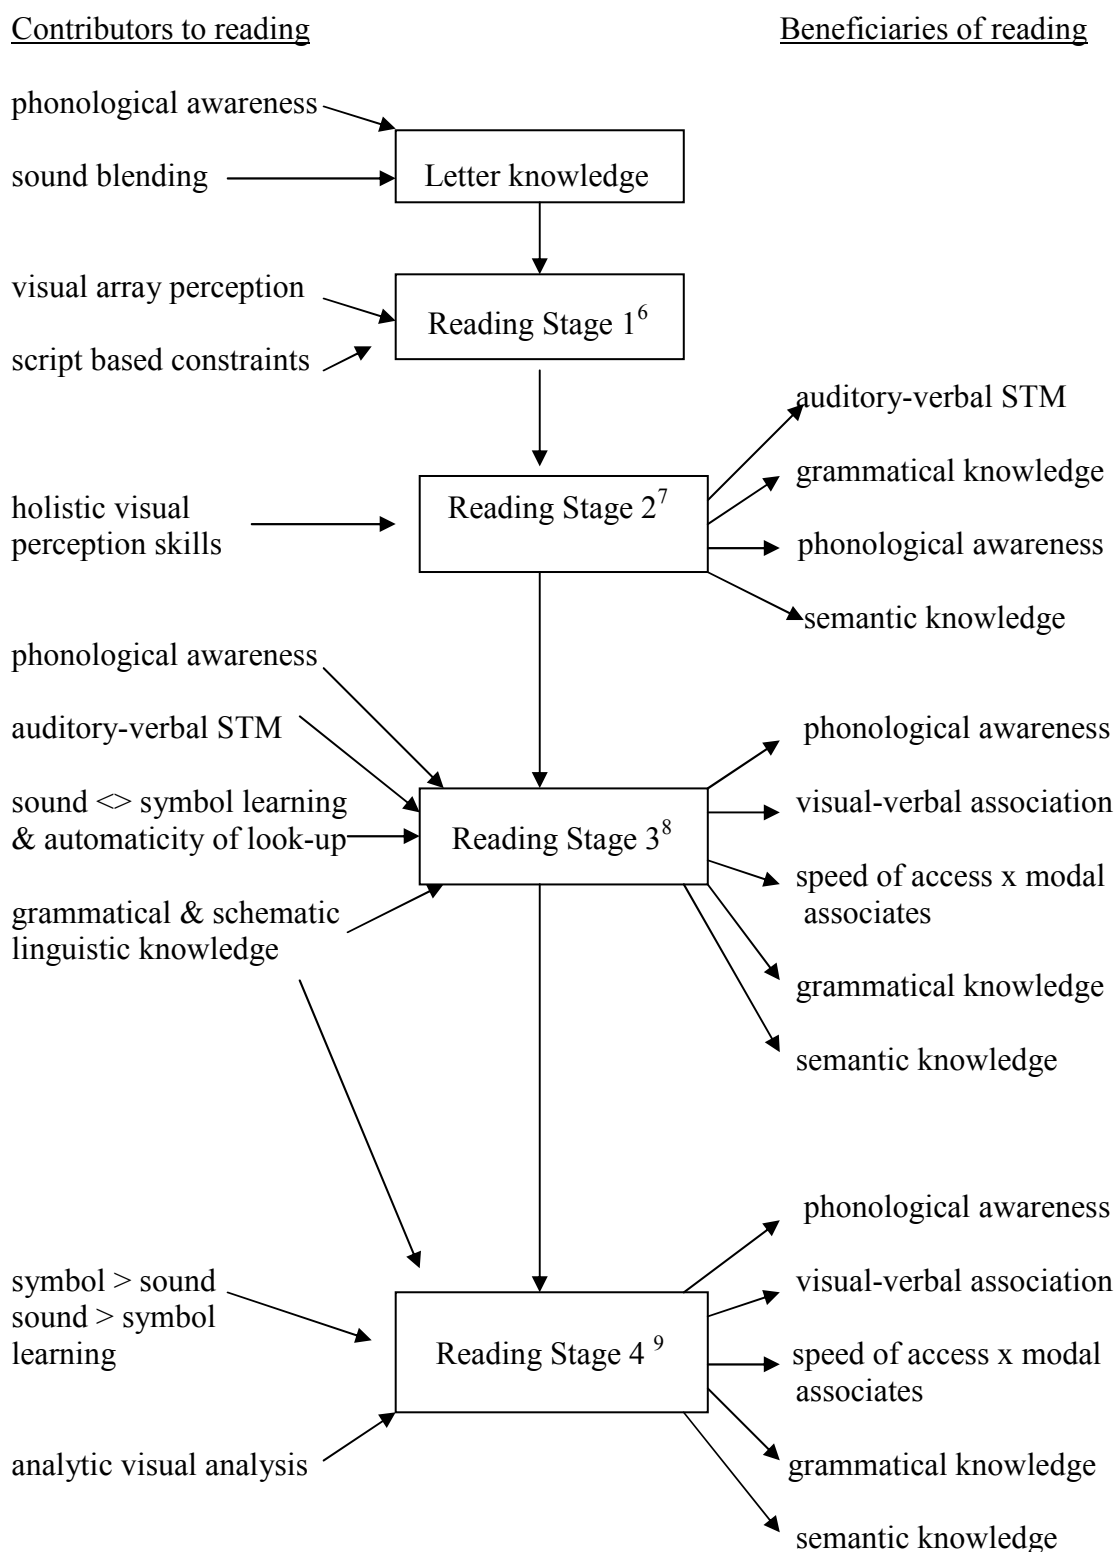 Contributors to reading
Beneficiaries of reading
phonological awareness
sound blending
Letter knowledge
visual array perception
script based constraints
Reading Stage 1⁶
auditory-verbal STM
grammatical knowledge
phonological awareness
semantic knowledge
holistic visual
perception skills
Reading Stage 2⁷
phonological awareness
auditory-verbal STM
sound <> symbol learning
& automaticity of look-up
grammatical & schematic
linguistic knowledge
Reading Stage 3⁸
phonological awareness
visual-verbal association
speed of access x modal
associates
grammatical knowledge
semantic knowledge
symbol > sound
sound > symbol
learning
analytic visual analysis
Reading Stage 4 ⁹
phonological awareness
visual-verbal association
speed of access x modal
associates
grammatical knowledge
semantic knowledge